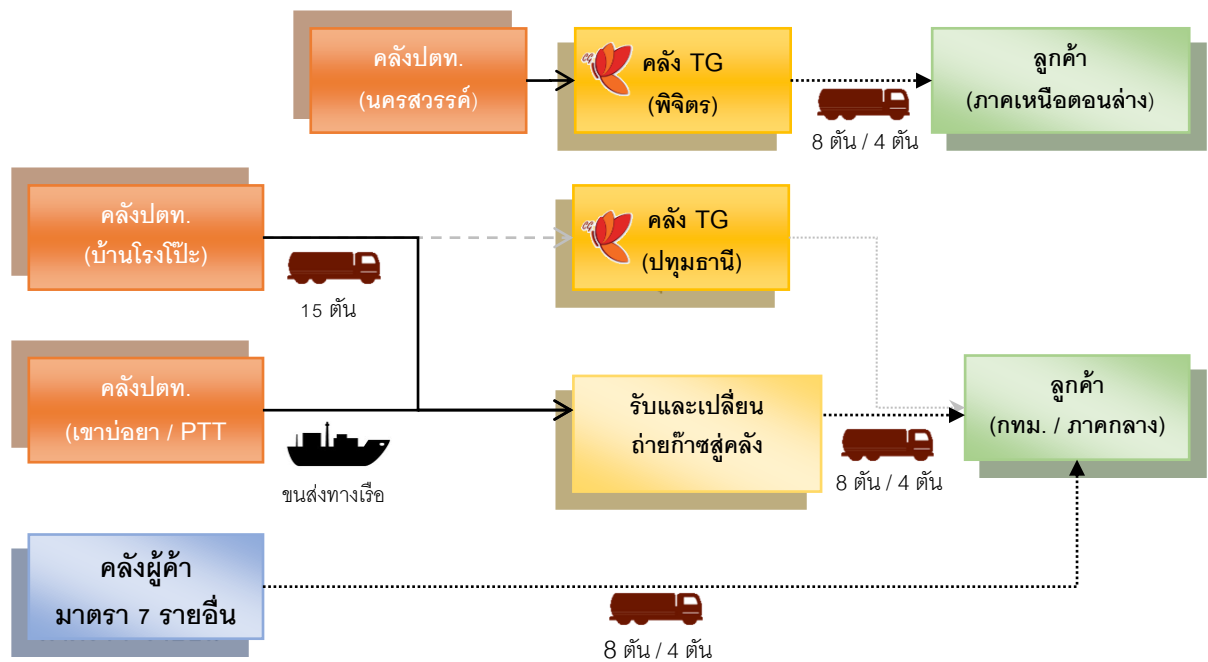 คลังปตท.
(นครสวรรค์)
คลัง TG
(พิจิตร)
8 ตัน / 4 ตัน
ลูกค้า
(ภาคเหนือตอนล่าง)
คลังปตท.
(บ้านโรงโป๊ะ)
15 ตัน
คลัง TG
(ปทุมธานี)
คลังปตท.
(เขาบ่อยา / PTT
ขนส่งทางเรือ
รับและเปลี่ยน
ถ่ายก๊าซสู่คลัง
8 ตัน / 4 ตัน
ลูกค้า
(กทม. / ภาคกลาง)
คลังผู้ค้า
มาตรา 7 รายอื่น
8 ตัน / 4 ตัน